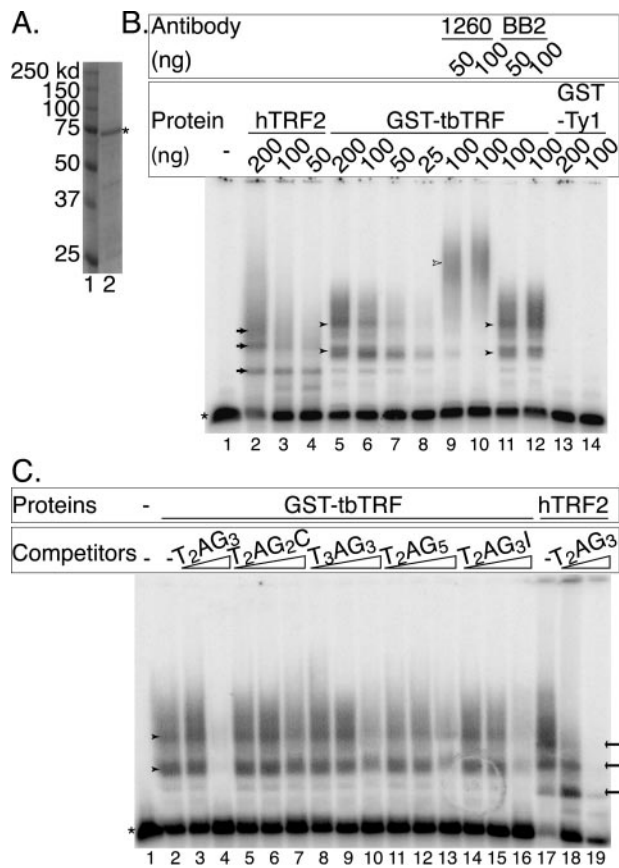 A.
250 kd
150
100
75 *
50
37
25
1 2
B.
Antibody 1260 BB2
(ng) 50 100 50 100
Protein hTRF2 GST-tbTRF GST-Ty1
(ng) - 200 100 50 200 100 50 25 100 100 100 100 200 100
*
1 2 3 4 5 6 7 8 9 10 11 12 13 14
C.
Proteins - GST-tbTRF hTRF2
Competitors - - T2AG3 T2AG2C T3AG3 T2AG5 T2AG3I - T2AG3
*
1 2 3 4 5 6 7 8 9 10 11 12 13 14 15 16 17 18 19